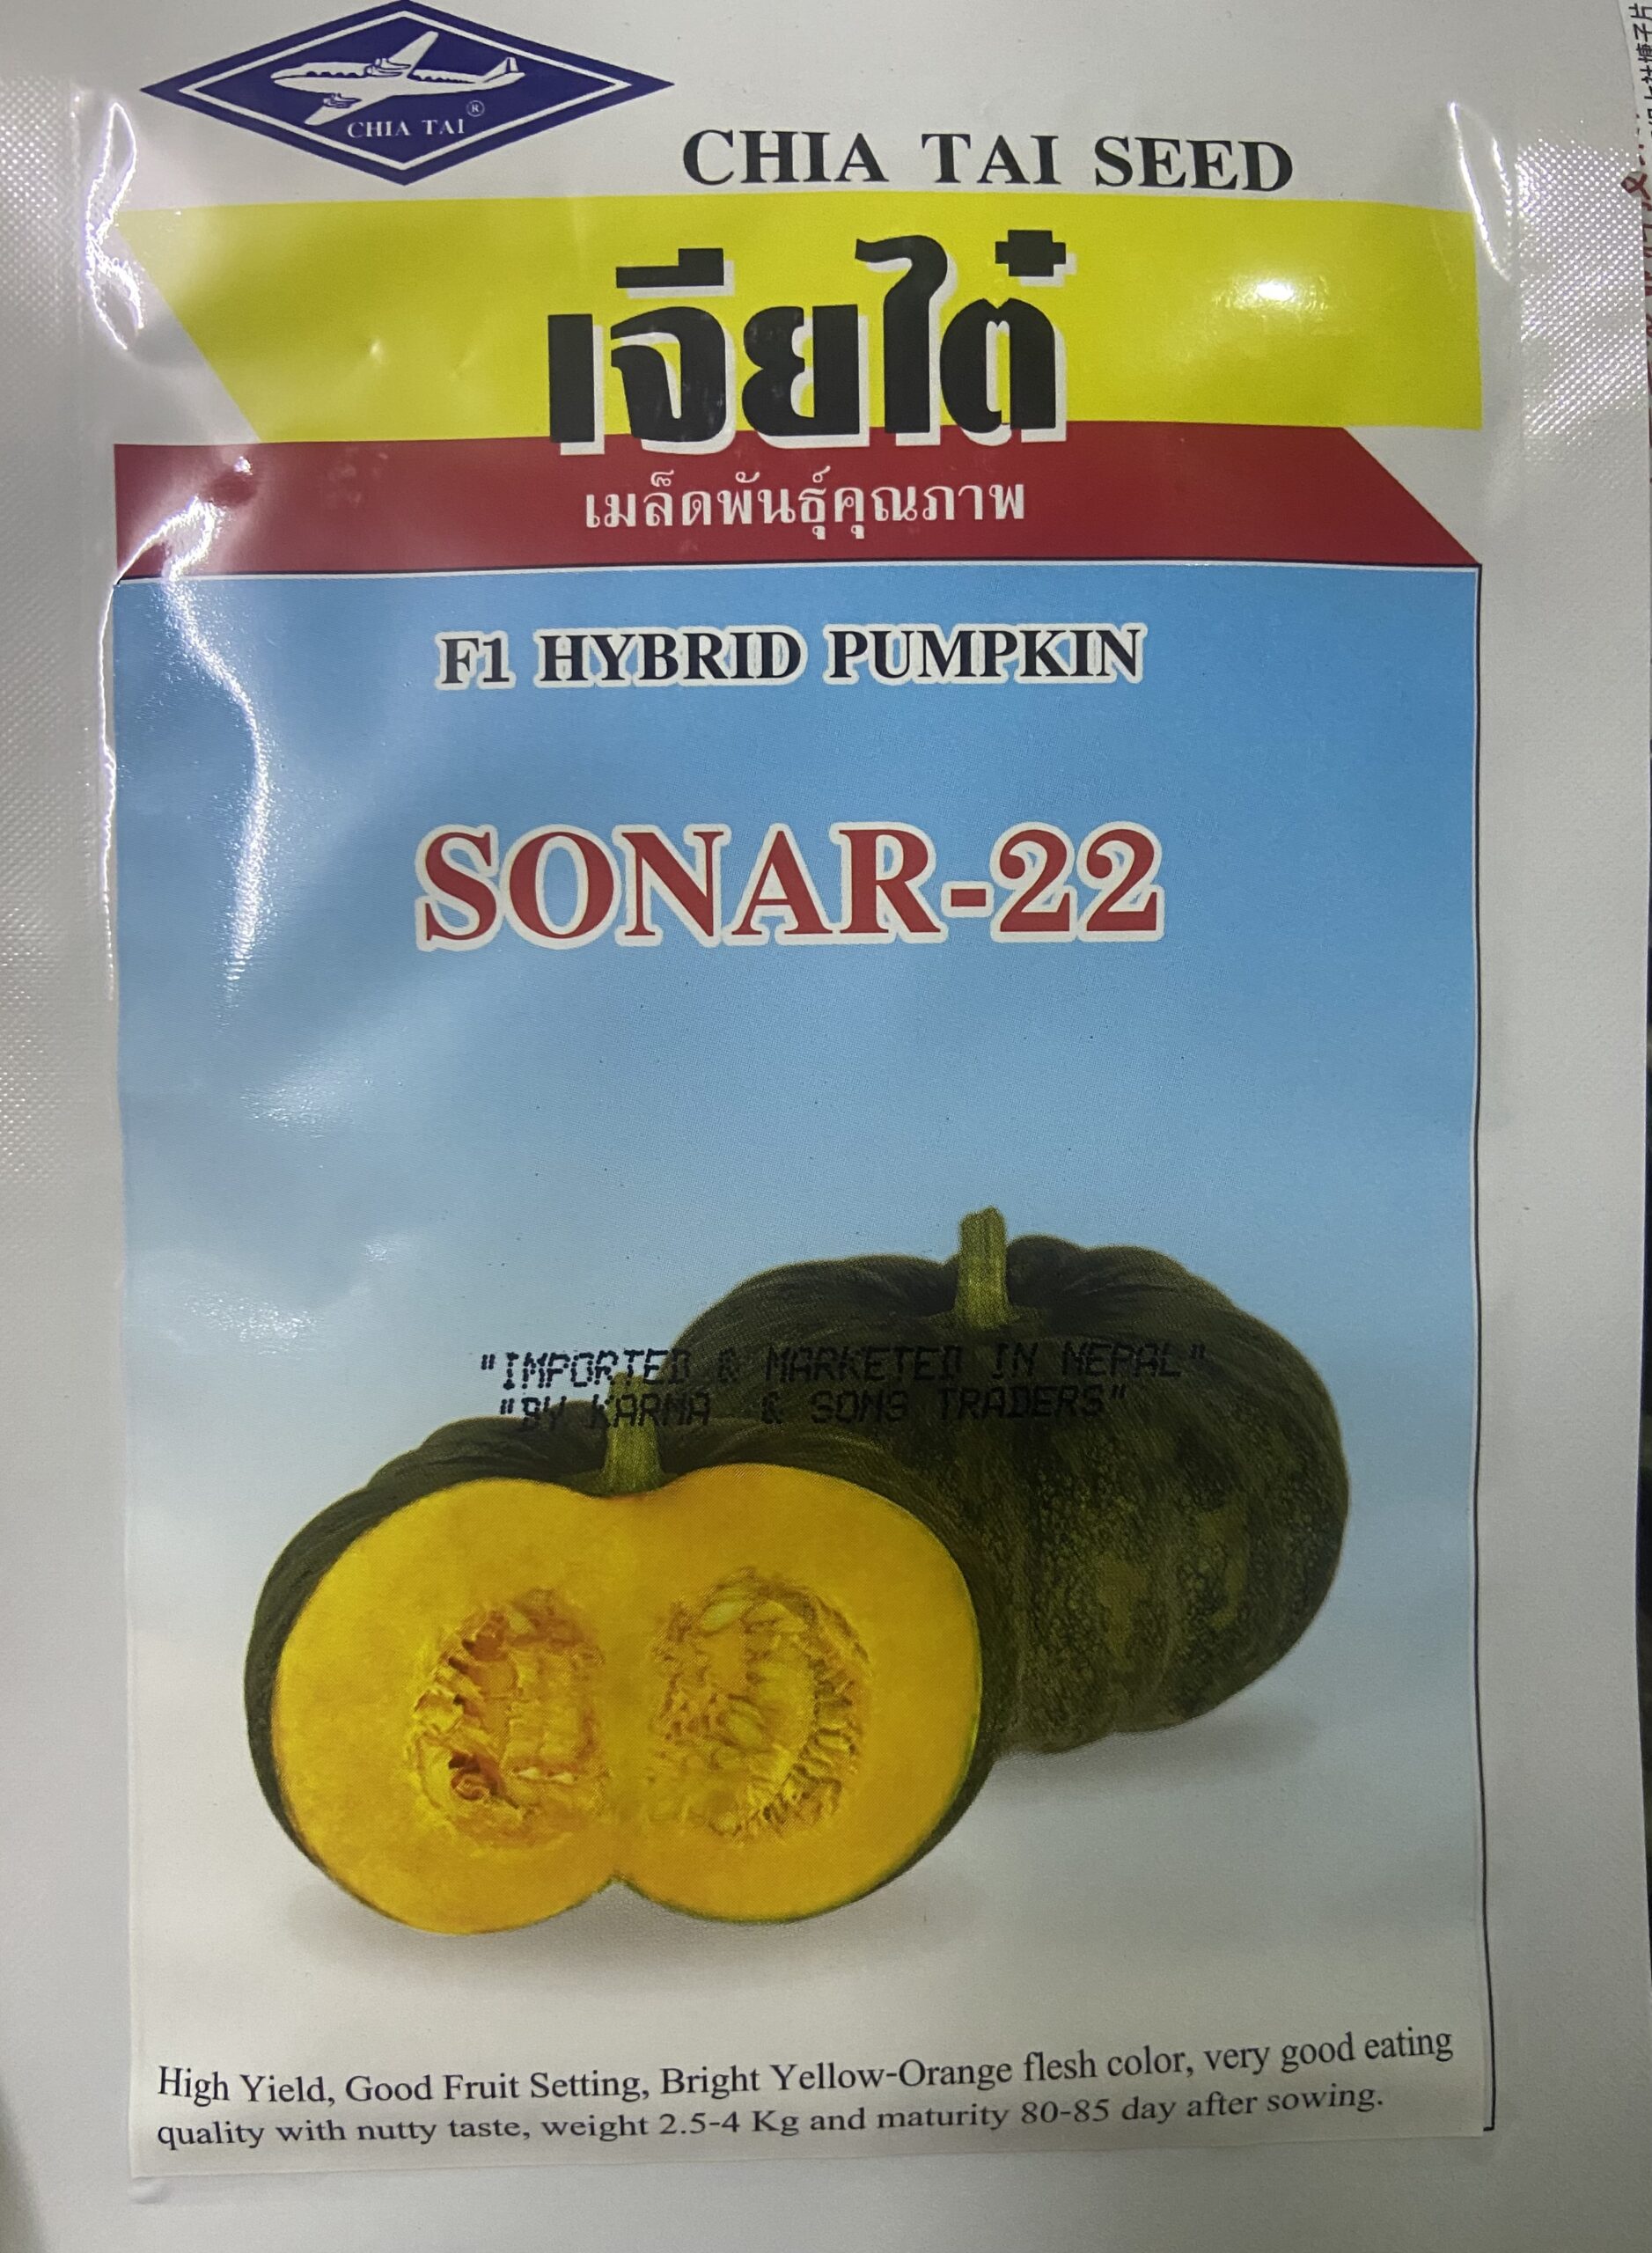 CHIA TAI ®
CHIA TAI SEED
เจียไต๋
เมล็ดพันธุ์คุณภาพ
F1 HYBRID PUMPKIN
SONAR-22
"IMPORTED & MARKETED IN NEPAL"
"BY KARMA & SONS TRADERS"
High Yield, Good Fruit Setting, Bright Yellow-Orange flesh color, very good eating
quality with nutty taste, weight 2.5-4 Kg and maturity 80-85 day after sowing.